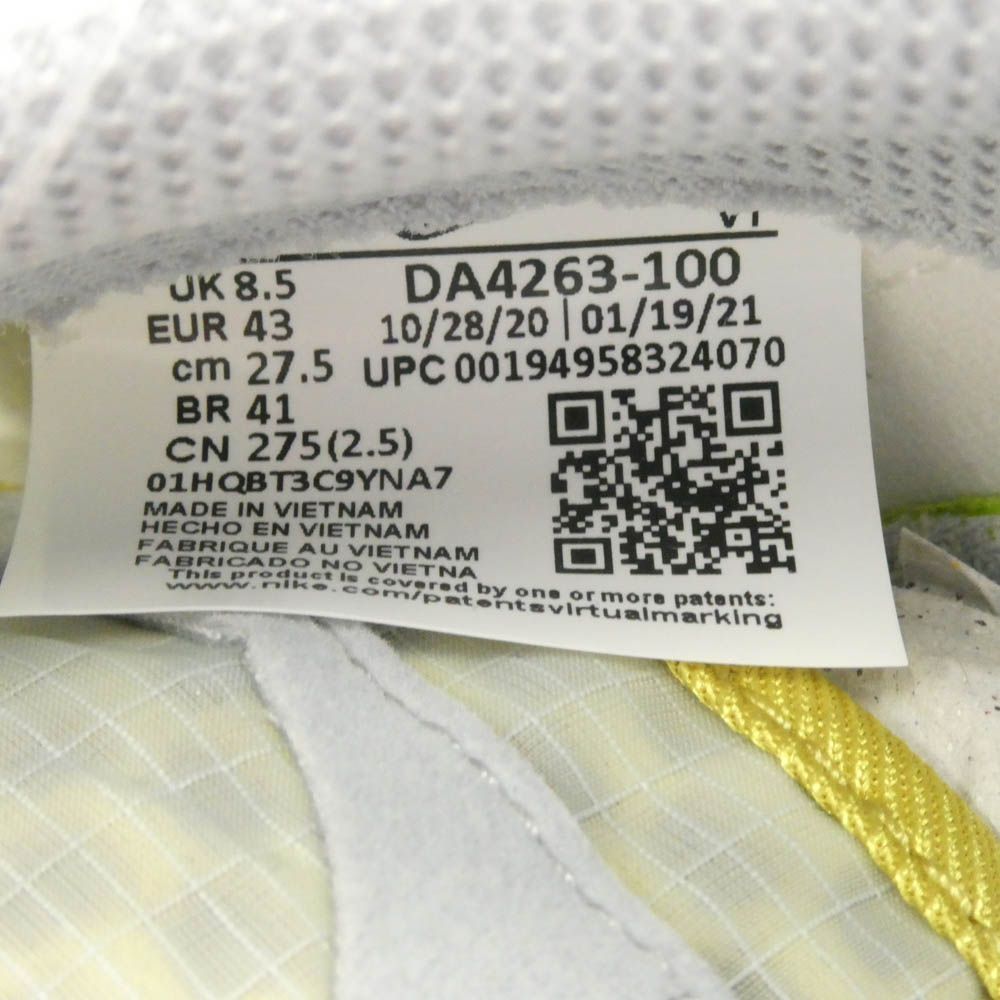 V1
UK 8.5 DA4263-100
EUR 43 10/28/20 | 01/19/21
cm 27.5 UPC 00194958324070
BR 41
CN 275(2.5)
01HQBT3C9YNA7
MADE IN VIETNAM
HECHO EN VIETNAM
FABRIQUE AU VIETNAM
FABRICADO NO VIETNA
This product is covered by one or more patents:
www.nike.com/patentsvirtualmarking